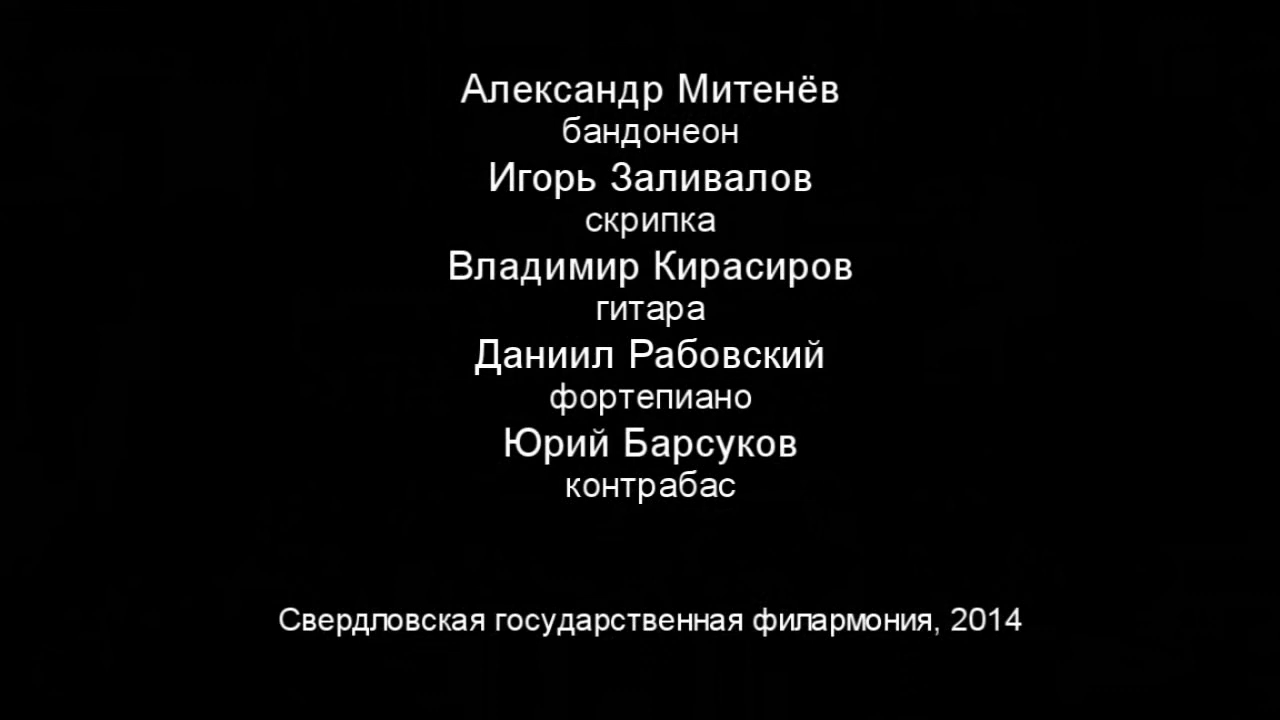 Александр Митенёв
бандонеон
Игорь Заливалов
скрипка
Владимир Кирасиров
гитара
Даниил Рабовский
фортепиано
Юрий Барсуков
контрабас
Свердловская государственная филармония, 2014